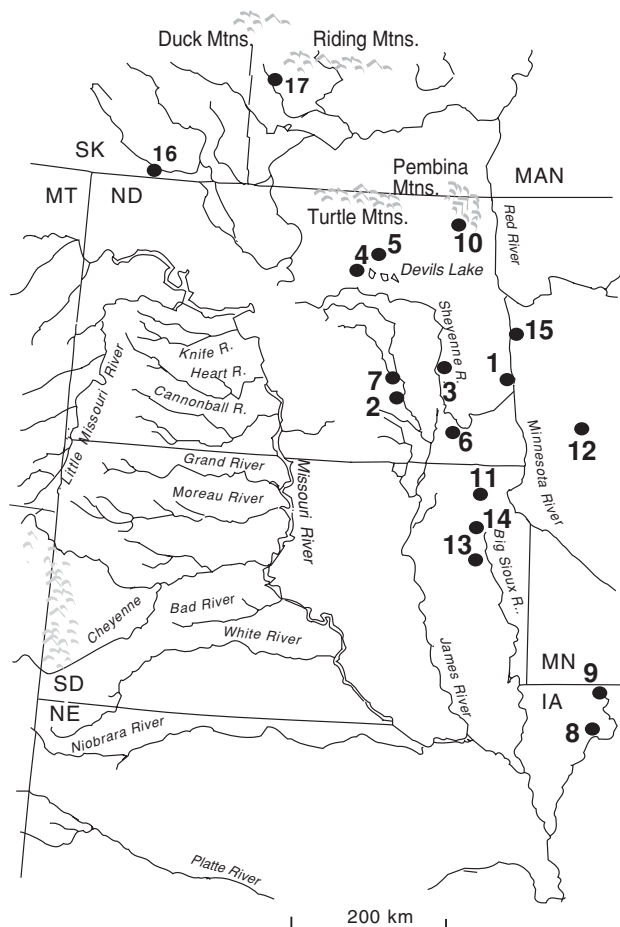 Duck Mtns.
Riding Mtns.
17
SK
16
Pembina
Mtns.
MAN
MT
ND
Turtle Mtns.
Red River
10
5
4
Devils Lake
Sheyenne R.
15
Knife R.
Heart R.
Little Missouri River
Cannonball R.
7
2
3
1
6
Minnesota River
12
Grand River
Missouri River
11
Moreau River
14
13
Big Sioux R..
Cheyenne
Bad River
White River
James River
SD
NE
MN
IA
9
8
Niobrara River
Platte River
200 km